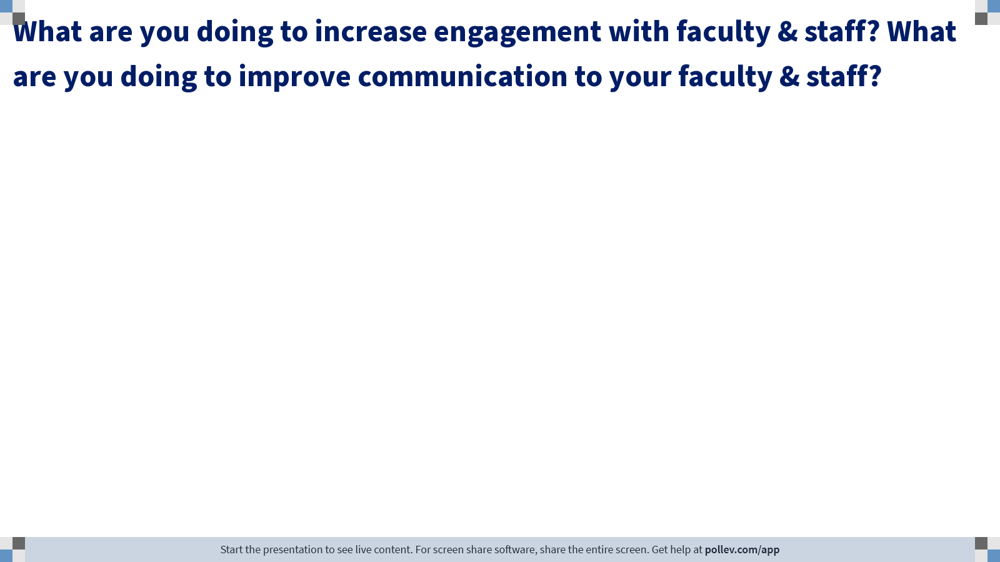 What are you doing to increase engagement with faculty & staff? What
are you doing to improve communication to your faculty & staff?
Start the presentation to see live content. For screen share software, share the entire screen. Get help at pollev.com/app